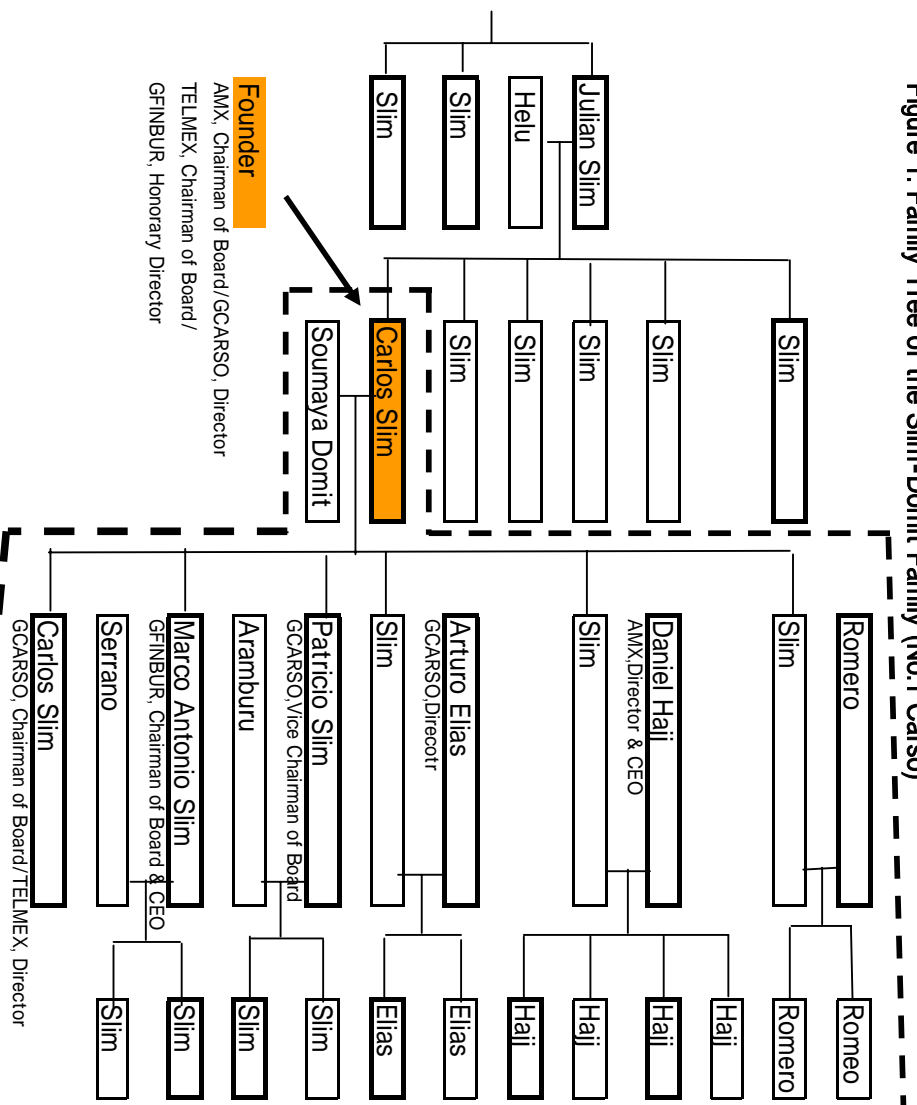 Figure 1. Family Tree of the Slim-Domit Family (No.1 Carso)
Julian Slim
Helu
Slim
Slim
Founder
AMX, Chairman of Board/GCARSO, Director
TELMEX, Chairman of Board/
GFINBUR, Honorary Director
Slim
Slim
Slim
Slim
Slim
Carlos Slim
Soumaya Domit
Romero
Slim
Daniel Hajj
AMX,Director & CEO
Slim
Arturo Elias
GCARSO,Direcotr
Slim
Patricio Slim
GCARSO,Vice Chairman of Board
Aramburu
Marco Antonio Slim
GFINBUR, Chairman of Board & CEO
Serrano
Carlos Slim
GCARSO, Chairman of Board/TELMEX, Director
Romeo
Romero
Hajj
Hajj
Hajj
Hajj
Elias
Elias
Slim
Slim
Slim
Slim